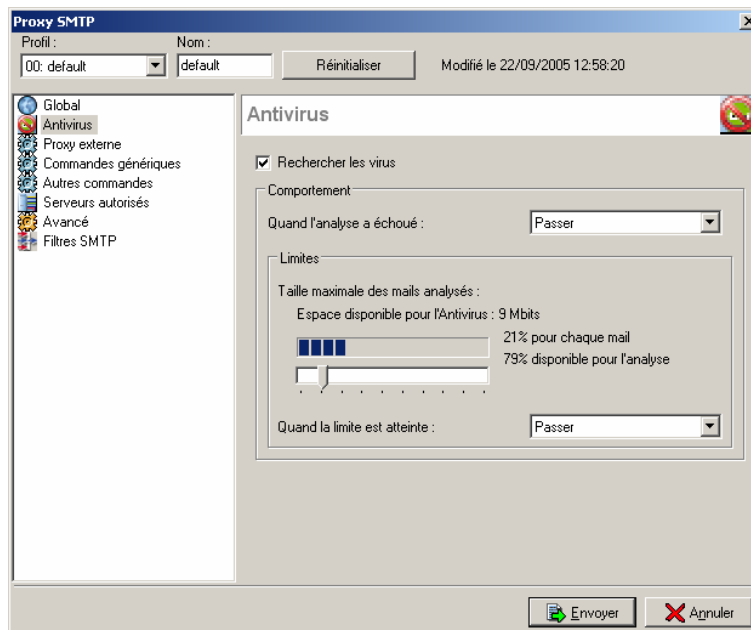 Proxy SMTP
Profil :
Nom :
00: default
default
Réinitialiser
Modifié le 22/09/2005 12:58:20
Global
Antivirus
Proxy externe
Commandes génériques
Autres commandes
Serveurs autorisés
Avancé
Filtres SMTP
Antivirus
Rechercher les virus
Comportement
Quand l'analyse a échoué :
Passer
Limites
Taille maximale des mails analysés :
Espace disponible pour l'Antivirus : 9 Mbits
21% pour chaque mail
79% disponible pour l'analyse
Quand la limite est atteinte :
Passer
Envoyer
Annuler